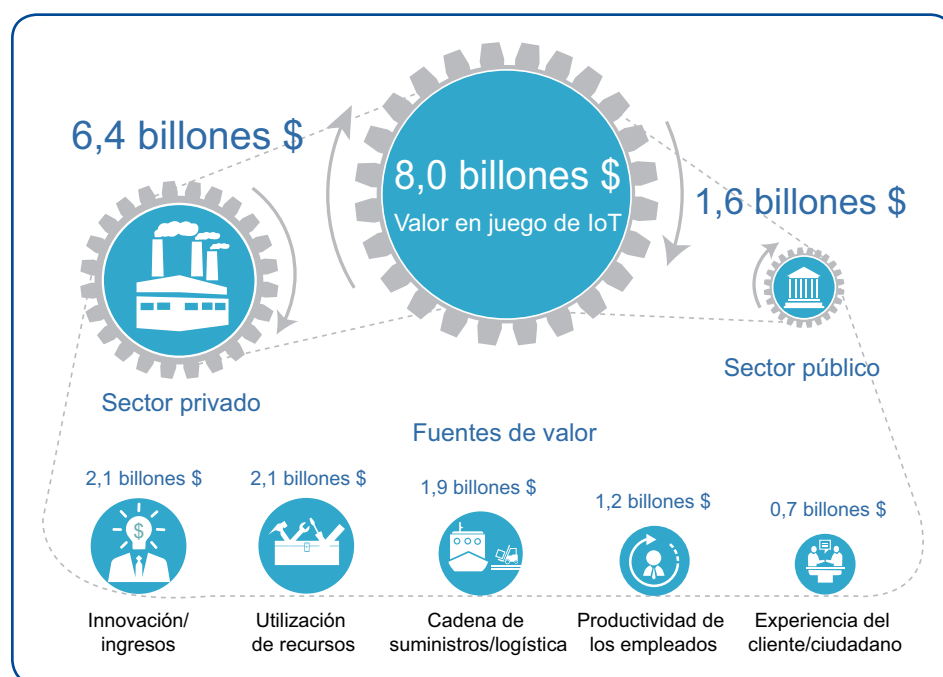 6,4 billones $
8,0 billones $
Valor en juego de IoT
1,6 billones $
Sector privado
Sector público
Fuentes de valor
2,1 billones $
2,1 billones $
1,9 billones $
1,2 billones $
0,7 billones $
$
Innovación/
ingresos
Utilización
de recursos
Cadena de
suministros/logística
Productividad de
los empleados
Experiencia del
cliente/ciudadano